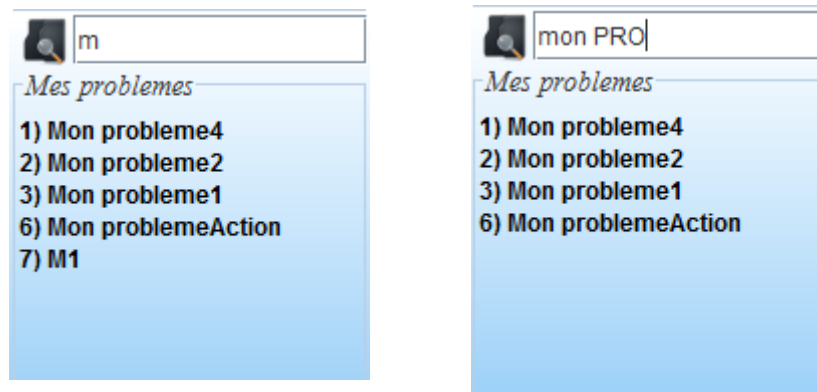 m
Mes problemes
1) Mon probleme4
2) Mon probleme2
3) Mon probleme1
6) Mon problemeAction
7) M1
mon PRO
Mes problemes
1) Mon probleme4
2) Mon probleme2
3) Mon probleme1
6) Mon problemeAction